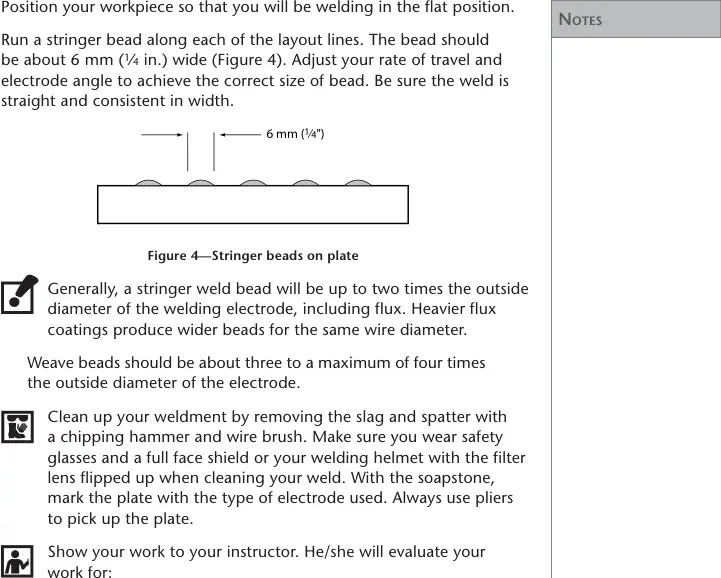 Position your workpiece so that you will be welding in the flat position.
Run a stringer bead along each of the layout lines. The bead should
be about 6 mm (¼ in.) wide (Figure 4). Adjust your rate of travel and
electrode angle to achieve the correct size of bead. Be sure the weld is
straight and consistent in width.
6 mm (¼")
Figure 4—Stringer beads on plate
Generally, a stringer weld bead will be up to two times the outside
diameter of the welding electrode, including flux. Heavier flux
coatings produce wider beads for the same wire diameter.
Weave beads should be about three to a maximum of four times
the outside diameter of the electrode.
Clean up your weldment by removing the slag and spatter with
a chipping hammer and wire brush. Make sure you wear safety
glasses and a full face shield or your welding helmet with the filter
lens flipped up when cleaning your weld. With the soapstone,
mark the plate with the type of electrode used. Always use pliers
to pick up the plate.
Show your work to your instructor. He/she will evaluate your
work for:
NOTES